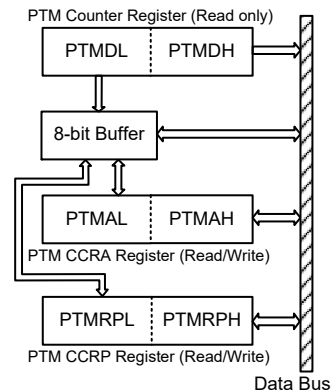 PTM Counter Register (Read only)
PTMDL PTMDH
8-bit Buffer
PTMAL PTMAH
PTM CCRA Register (Read/Write)
PTMRPL PTMRPH
PTM CCRP Register (Read/Write)
Data Bus